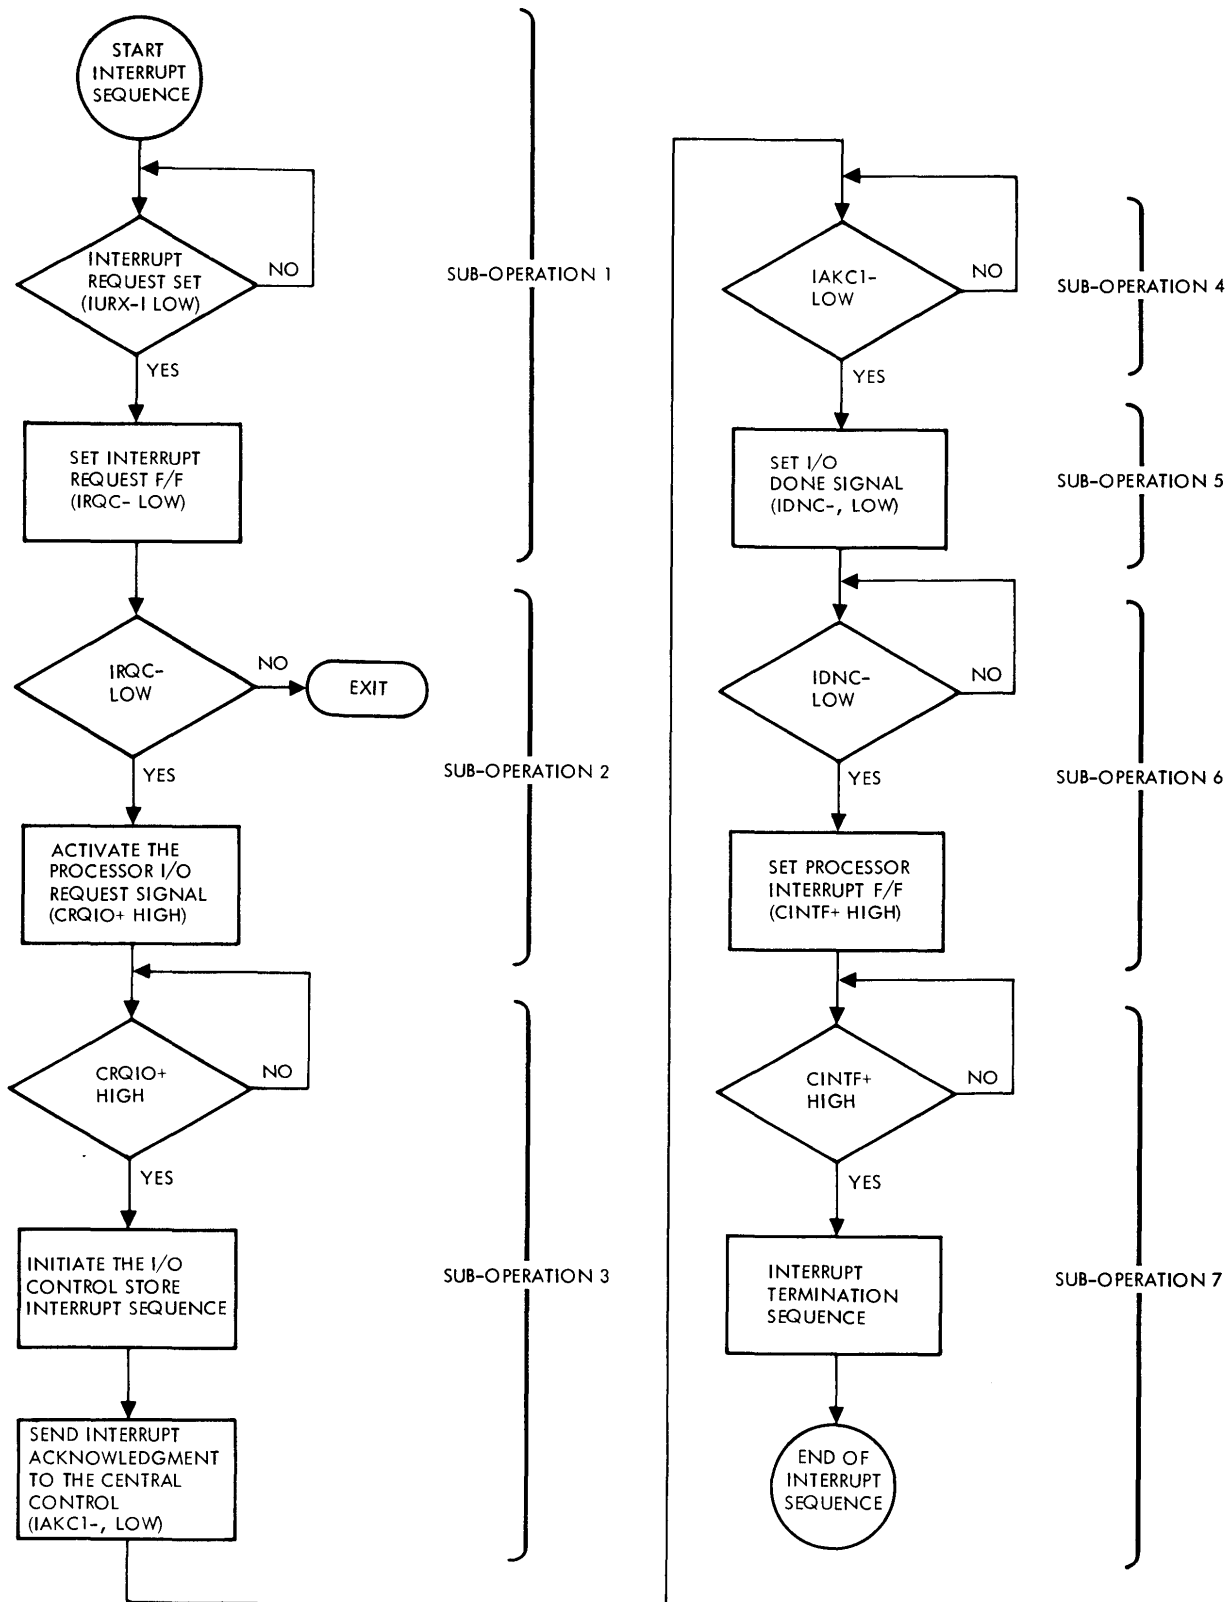 START
INTERRUPT
SEQUENCE
INTERRUPT
REQUEST SET
(IURX-I LOW)
NO
YES
SET INTERRUPT
REQUEST F/F
(IRQC- LOW)
SUB-OPERATION 1
IRQC-
LOW
NO
EXIT
YES
ACTIVATE THE
PROCESSOR I/O
REQUEST SIGNAL
(CRQIO+ HIGH)
SUB-OPERATION 2
CRQIO+
HIGH
NO
YES
INITIATE THE I/O
CONTROL STORE
INTERRUPT SEQUENCE
SEND INTERRUPT
ACKNOWLEDGMENT
TO THE CENTRAL
CONTROL
(IAKC1-, LOW)
SUB-OPERATION 3
IAKC1-
LOW
NO
YES
SUB-OPERATION 4
SET I/O
DONE SIGNAL
(IDNC-, LOW)
SUB-OPERATION 5
IDNC-
LOW
NO
YES
SET PROCESSOR
INTERRUPT F/F
(CINTF+ HIGH)
SUB-OPERATION 6
CINTF+
HIGH
NO
YES
INTERRUPT
TERMINATION
SEQUENCE
SUB-OPERATION 7
END OF
INTERRUPT
SEQUENCE